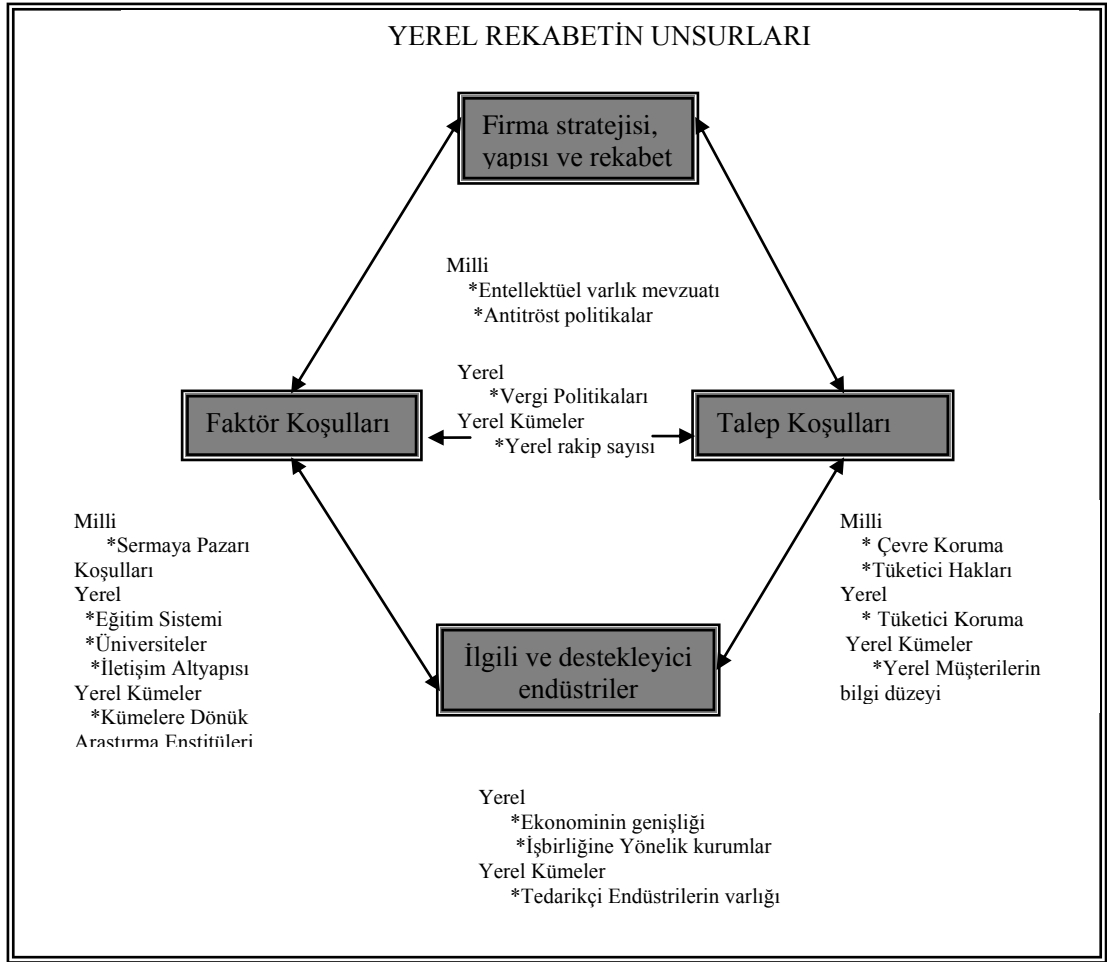 YEREL REKABETİN UNSURLARI
Firma stratejisi,
yapısı ve rekabet
Milli
*Entellektüel varlık mevzuatı
*Antitröst politikalar
Yerel
*Vergi Politikaları
Yerel Kümeler
*Yerel rakip sayısı
Faktör Koşulları
Talep Koşulları
Milli
*Sermaya Pazarı
Koşulları
Yerel
*Eğitim Sistemi
*Üniversiteler
*İletişim Altyapısı
Yerel Kümeler
*Kümelere Dönük
Araştırma Enstitüleri
Milli
* Çevre Koruma
*Tüketici Hakları
Yerel
* Tüketici Koruma
Yerel Kümeler
*Yerel Müşterilerin
bilgi düzeyi
İlgili ve destekleyici
endüstriler
Yerel
*Ekonominin genişliği
*İşbirliğine Yönelik kurumlar
Yerel Kümeler
*Tedarikçi Endüstrilerin varlığı